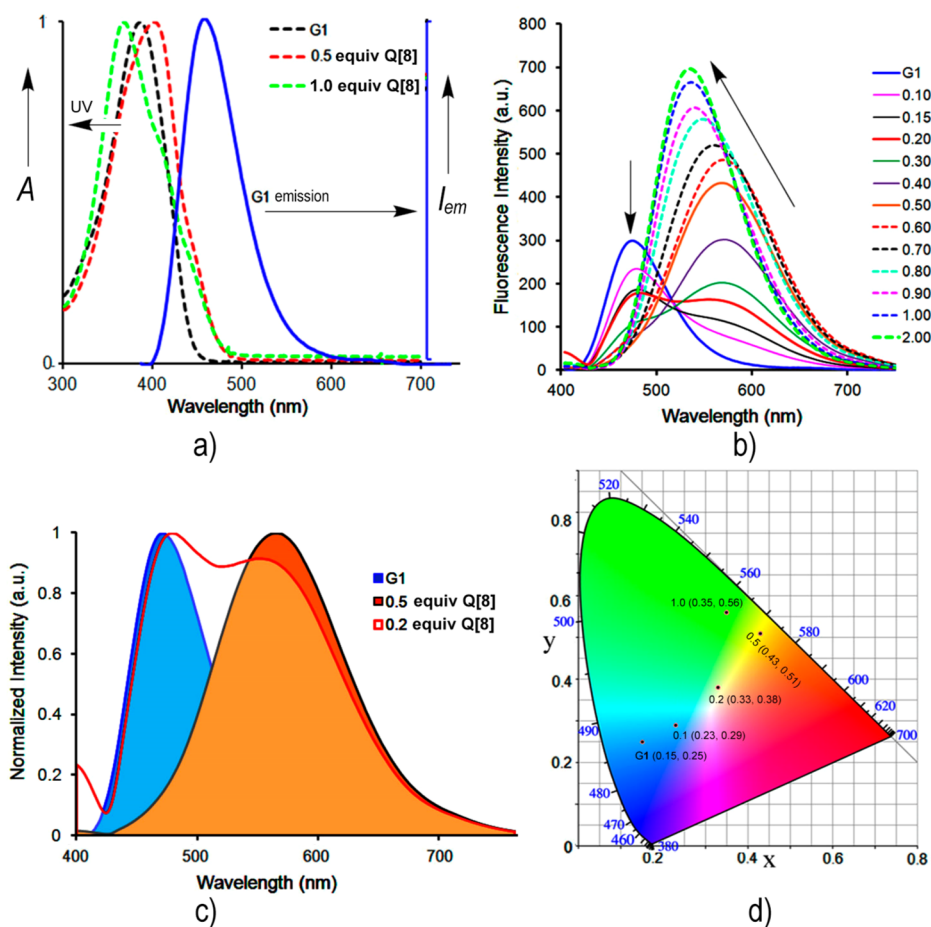 1
A
0
UV
G1
0.5 equiv Q[8]
1.0 equiv Q[8]
G1 emission
Iem
300 400 500 600 700
Wavelength (nm)
a)
Fluorescence Intensity (a.u.)
800
700
600
500
400
300
200
100
0
400 500 600 700
Wavelength (nm)
G1
0.10
0.15
0.20
0.30
0.40
0.50
0.60
0.70
0.80
0.90
1.00
2.00
b)
Normalized Intensity (a.u.)
1
0.8
0.6
0.4
0.2
0
400 500 600 700
Wavelength (nm)
G1
0.5 equiv Q[8]
0.2 equiv Q[8]
c)
y
0.8
0.6
0.4
0.2
0
520
540
560
500
580
600
620
490
700
480
470
460
380
1.0 (0.35, 0.56)
0.5 (0.43, 0.51)
0.2 (0.33, 0.38)
0.1 (0.23, 0.29)
G1 (0.15, 0.25)
0.2 0.4 0.6 0.8
x
d)